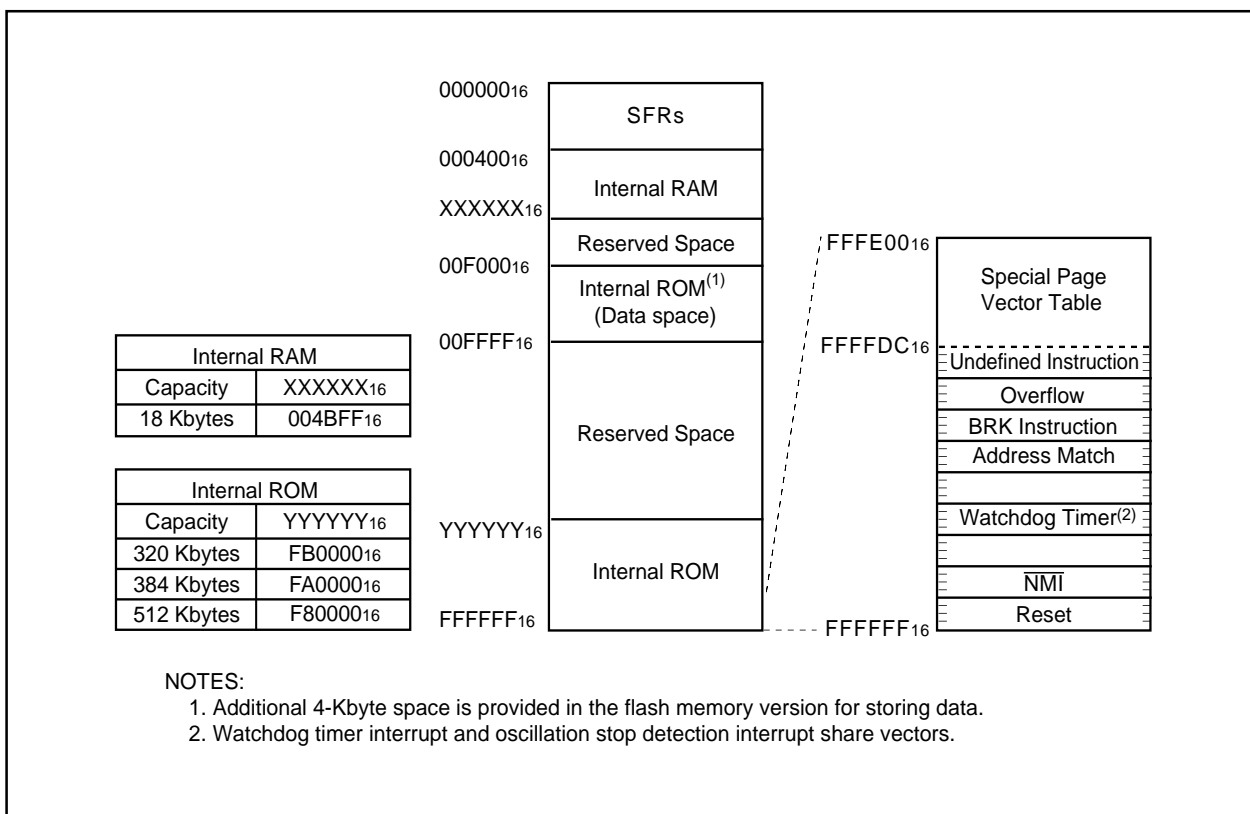 00000016
SFRs
00040016
Internal RAM
XXXXXX16
Reserved Space
00F00016
Internal ROM(1)
(Data space)
00FFFF16
Reserved Space
YYYYYY16
Internal ROM
FFFFFF16
Internal RAM
Capacity XXXXXX16
18 Kbytes 004BFF16
Internal ROM
Capacity YYYYYY16
320 Kbytes FB000016
384 Kbytes FA000016
512 Kbytes F8000016
FFFE0016
Special Page
Vector Table
FFFFDC16
Undefined Instruction
Overflow
BRK Instruction
Address Match
Watchdog Timer(2)
NMI
Reset
FFFFFF16
NOTES:
1. Additional 4-Kbyte space is provided in the flash memory version for storing data.
2. Watchdog timer interrupt and oscillation stop detection interrupt share vectors.